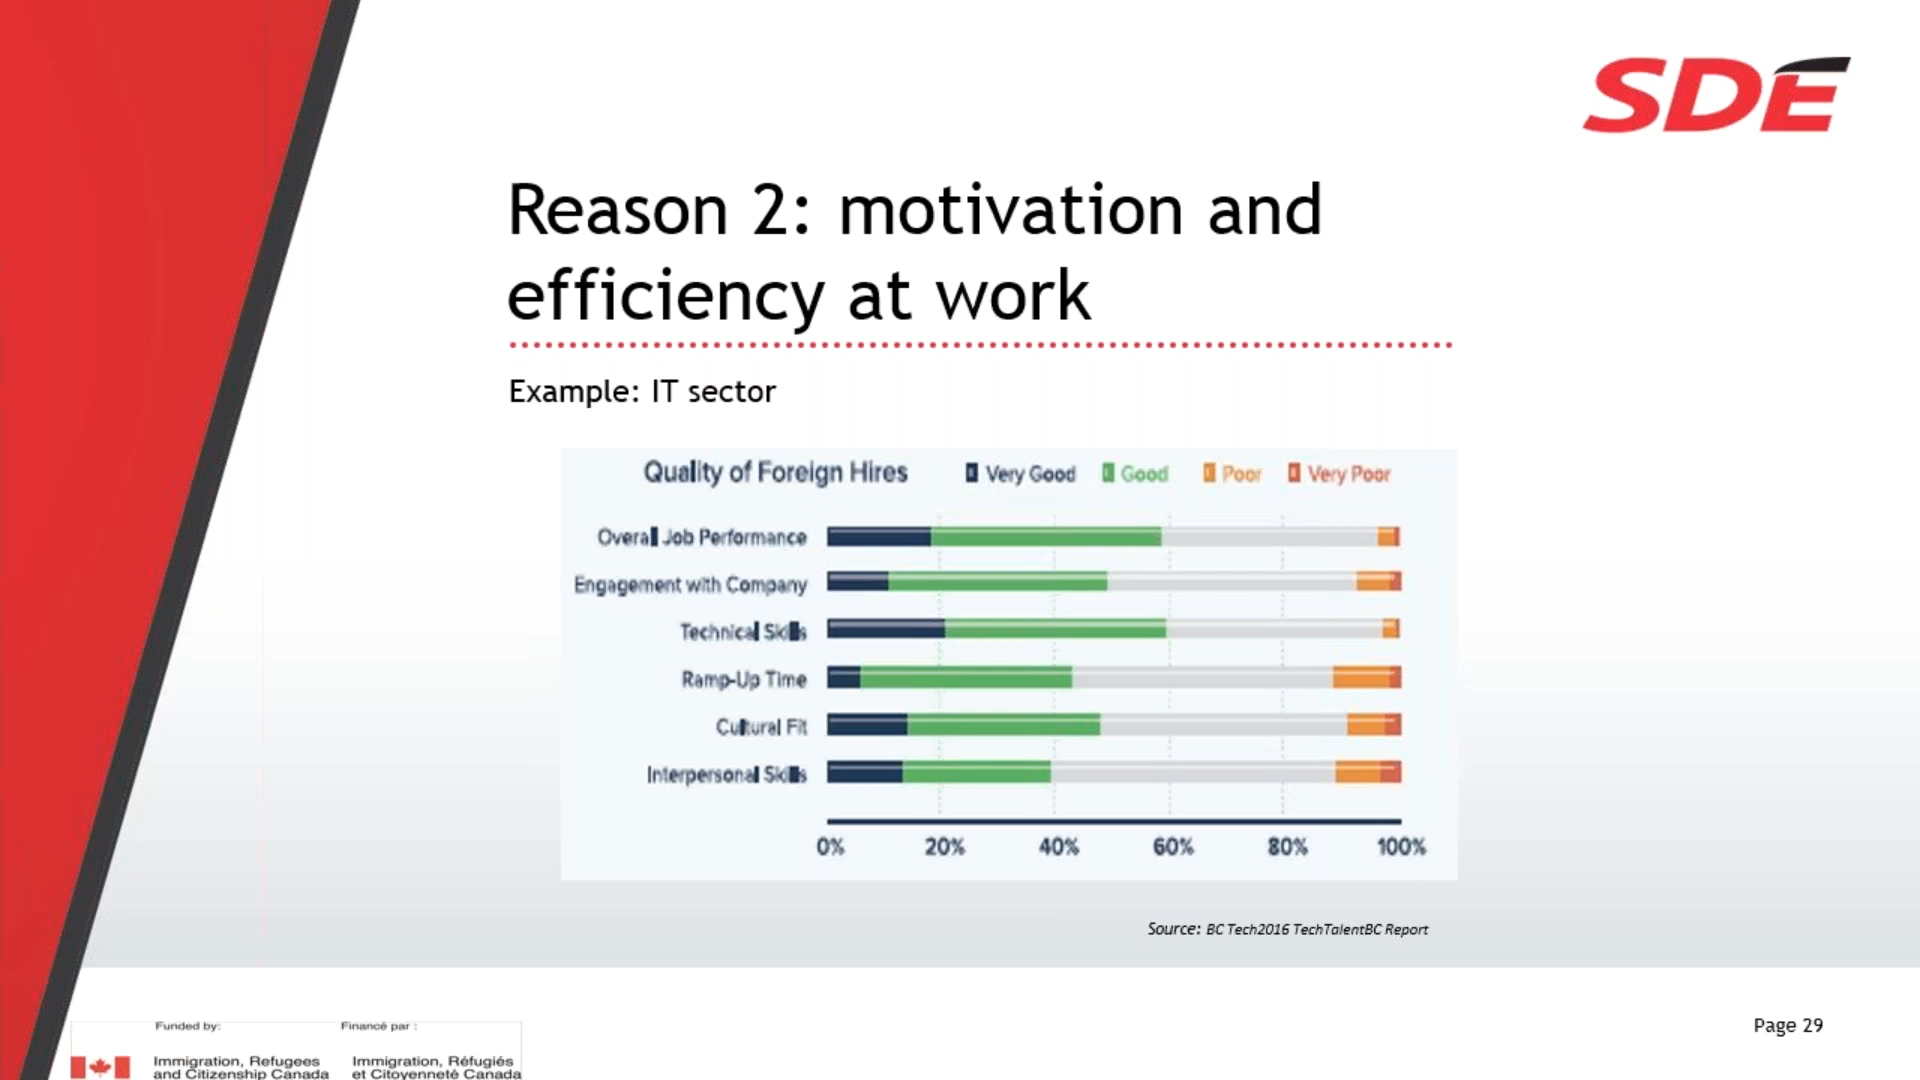 SDE
Reason 2: motivation and
efficiency at work
Example: IT sector
Quality of Foreign Hires
Very Good Good Poor Very Poor
Overall Job Performance
Engagement with Company
Technical Skills
Ramp-Up Time
Cultural Fit
Interpersonal Skills
0% 20% 40% 60% 80% 100%
Source: BC Tech2016 TechTalentBC Report
Page 29
Funded by: Financé par :
Immigration, Refugees Immigration, Réfugiés
and Citizenship Canada et Citoyenneté Canada